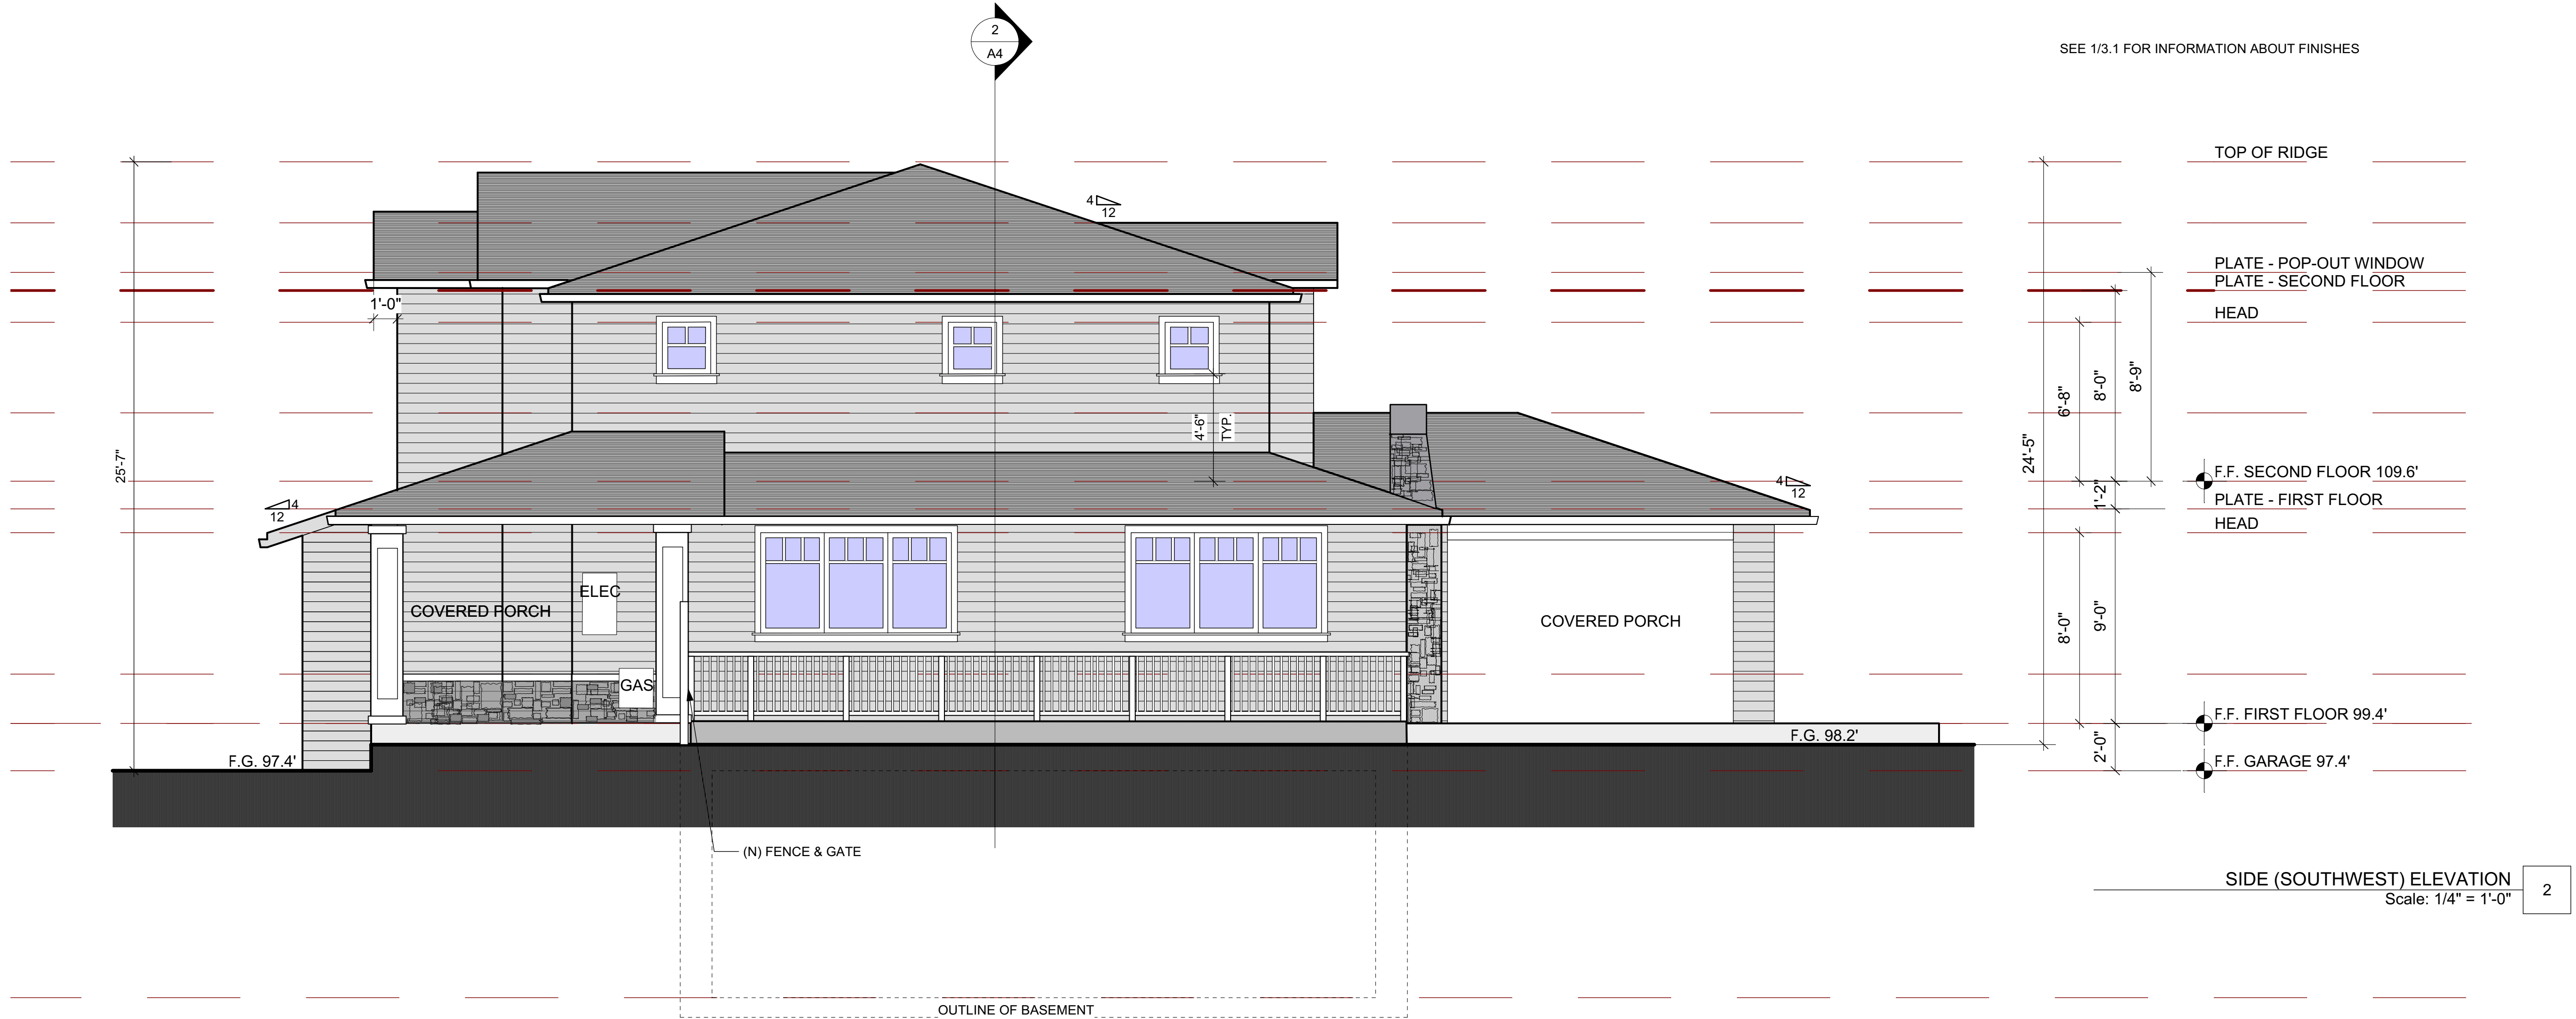 2
A4
SEE 1/3.1 FOR INFORMATION ABOUT FINISHES
TOP OF RIDGE
4
12
PLATE - POP-OUT WINDOW
PLATE - SECOND FLOOR
1'-0"
HEAD
8'-9"
8'-0"
6'-8"
4'-6"
TYP.
25'-7"
24'-5"
F.F. SECOND FLOOR 109.6'
4
12
1'-2"
PLATE - FIRST FLOOR
4
12
HEAD
ELEC
COVERED PORCH
COVERED PORCH
8'-0"
9'-0"
GAS
F.F. FIRST FLOOR 99.4'
F.G. 98.2'
2'-0"
F.G. 97.4'
F.F. GARAGE 97.4'
(N) FENCE & GATE
SIDE (SOUTHWEST) ELEVATION
2
Scale: 1/4" = 1'-0"
OUTLINE OF BASEMENT